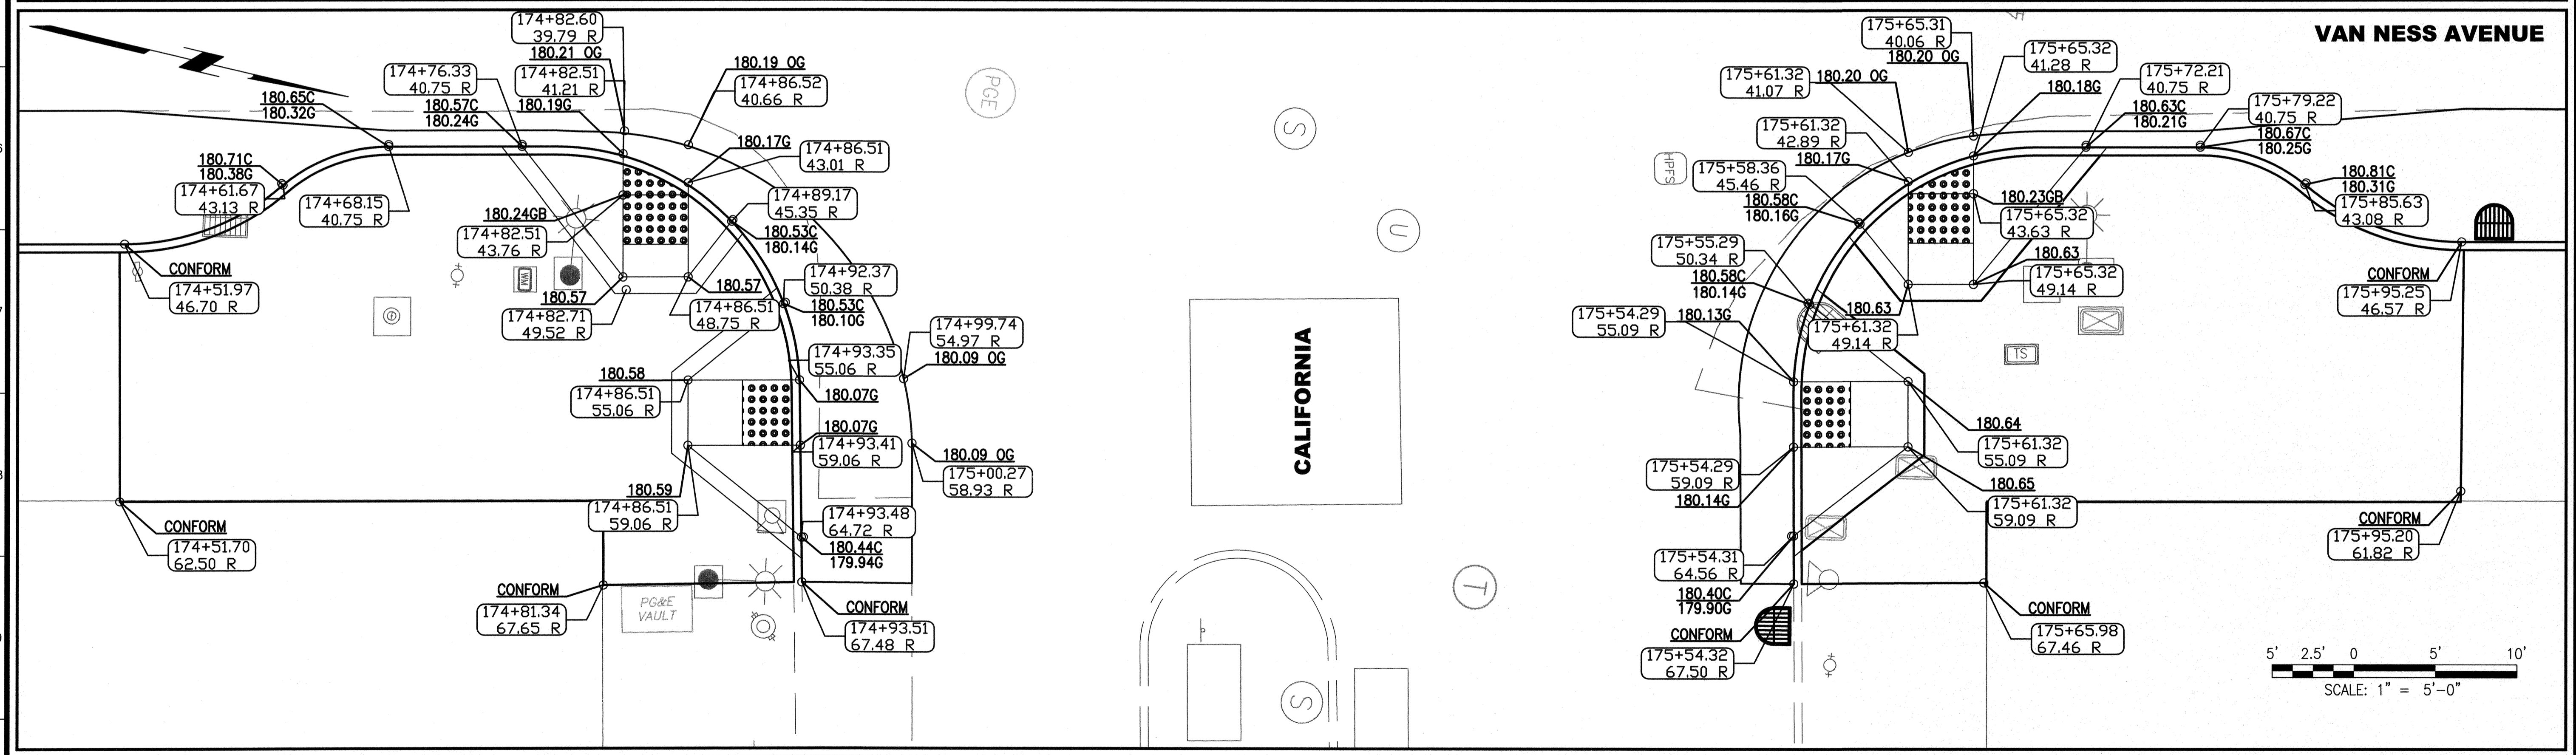 VAN NESS AVENUE
174+82.60
39.79 R
180.21 OG
174+82.51
41.21 R
180.19G
174+76.33
40.75 R
180.57C
180.24G
180.65C
180.32G
180.71C
180.38G
174+61.67
43.13 R
174+68.15
40.75 R
180.19 OG
174+86.52
40.66 R
180.17G
174+86.51
43.01 R
174+89.17
45.35 R
180.53C
180.14G
180.24GB
174+82.51
43.76 R
CONFORM
174+51.97
46.70 R
WM
180.57
174+82.71
49.52 R
180.57
174+86.51
48.75 R
174+92.37
50.38 R
180.53C
180.10G
174+99.74
54.97 R
180.09 OG
174+93.35
55.06 R
180.07G
180.58
174+86.51
55.06 R
180.07G
174+93.41
59.06 R
180.09 OG
175+00.27
58.93 R
180.59
174+86.51
59.06 R
174+93.48
64.72 R
180.44C
179.94G
CONFORM
174+51.70
62.50 R
CONFORM
174+81.34
67.65 R
PG&E
VAULT
CONFORM
174+93.51
67.48 R
PGE
S
U
T
S
CALIFORNIA
175+65.31
40.06 R
180.20 OG
175+61.32
41.07 R
180.20 OG
175+65.32
41.28 R
180.18G
175+72.21
40.75 R
180.63C
180.21G
175+79.22
40.75 R
180.67C
180.25G
175+61.32
42.89 R
180.17G
HPFS
175+58.36
45.46 R
180.58C
180.16G
180.81C
180.31G
175+85.63
43.08 R
180.23GB
175+65.32
43.63 R
175+55.29
50.34 R
180.58C
180.14G
180.63
175+65.32
49.14 R
180.63
175+61.32
49.14 R
CONFORM
175+95.25
46.57 R
175+54.29
55.09 R
180.13G
TS
180.64
175+61.32
55.09 R
175+54.29
59.09 R
180.14G
180.65
175+61.32
59.09 R
175+54.31
64.56 R
180.40C
179.90G
CONFORM
175+95.20
61.82 R
CONFORM
175+54.32
67.50 R
CONFORM
175+65.98
67.46 R
5' 2.5' 0 5' 10'
SCALE: 1" = 5'-0"